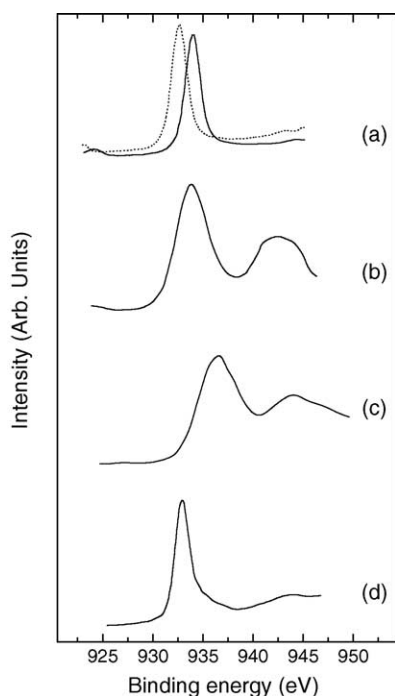 (a)
(b)
(c)
(d)
Intensity (Arb. Units)
925 930 935 940 945 950
Binding energy (eV)